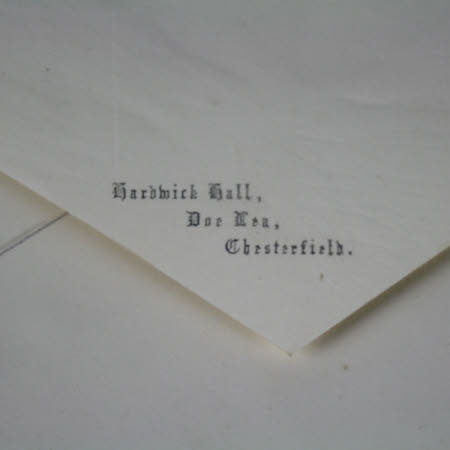 Hardwick Hall,
Doe Lea,
Chesterfield.